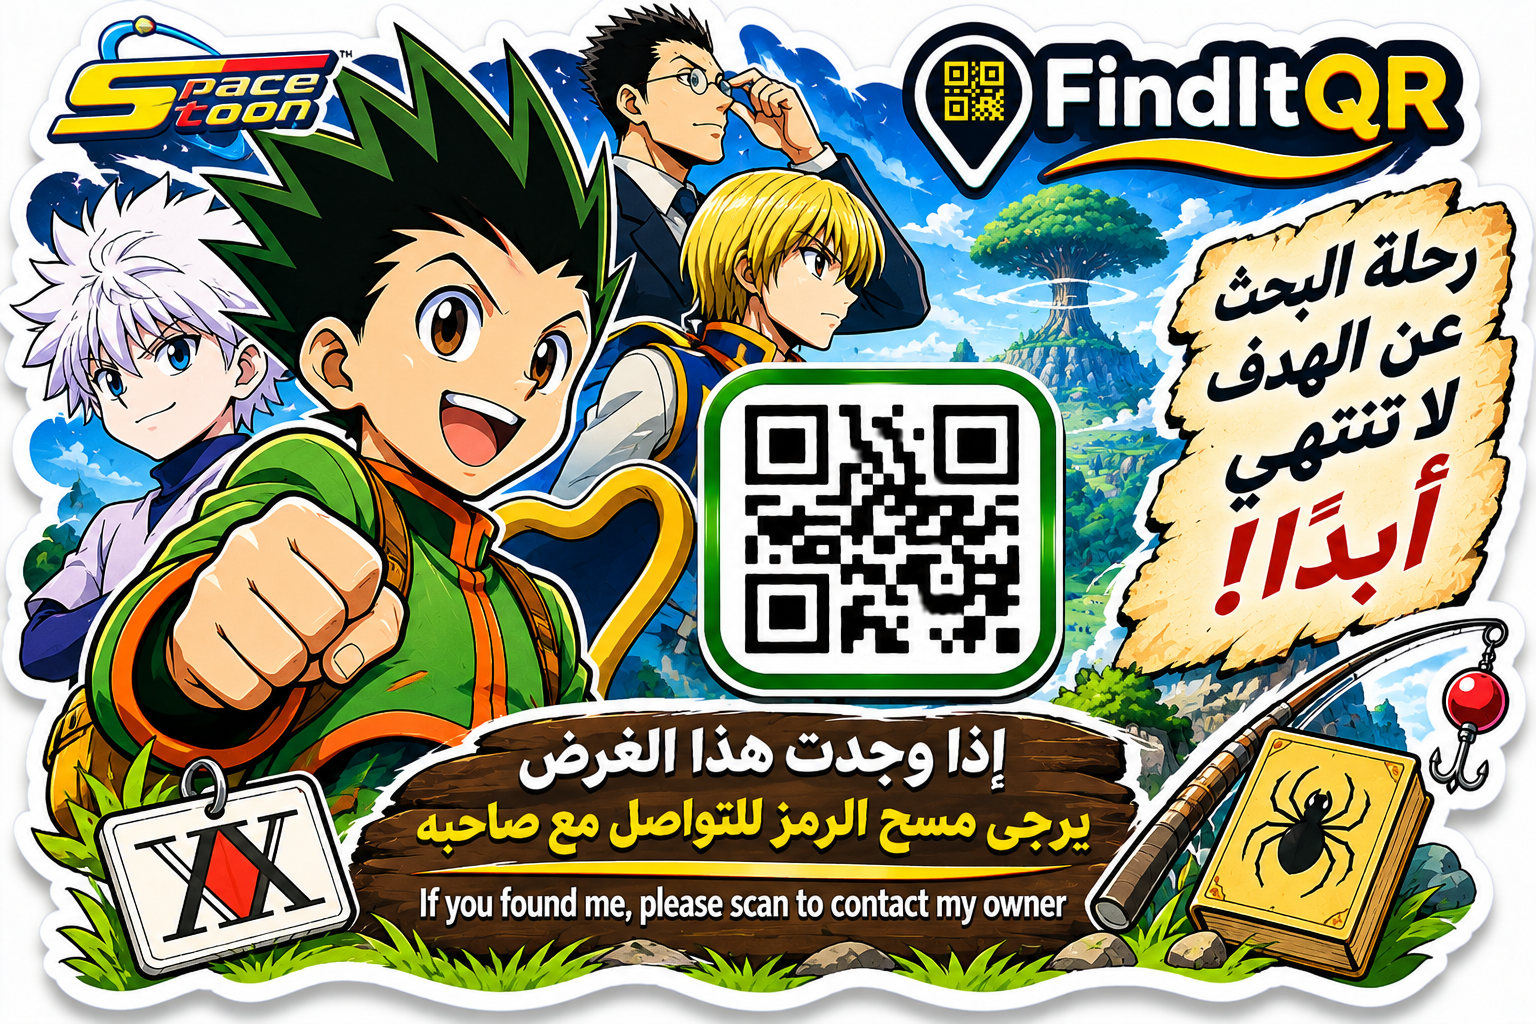 Space toon™
FindItQR
رحلة البحث
عن الهدف
لا تنتهي
أبدًا!
إذا وجدت هذا الغرض
يرجى مسح الرمز للتواصل مع صاحبه
If you found me, please scan to contact my owner